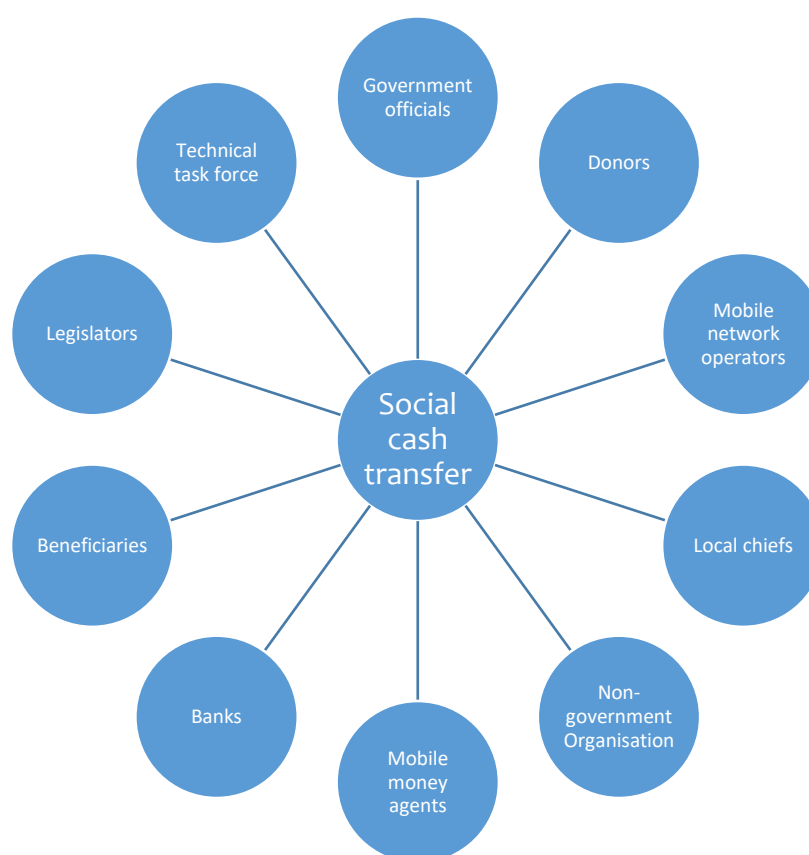 Government
officials
Technical
task force
Donors
Legislators
Mobile
network
operators
Social
cash
transfer
Beneficiaries
Local chiefs
Banks
Non-
government
Organisation
Mobile
money
agents